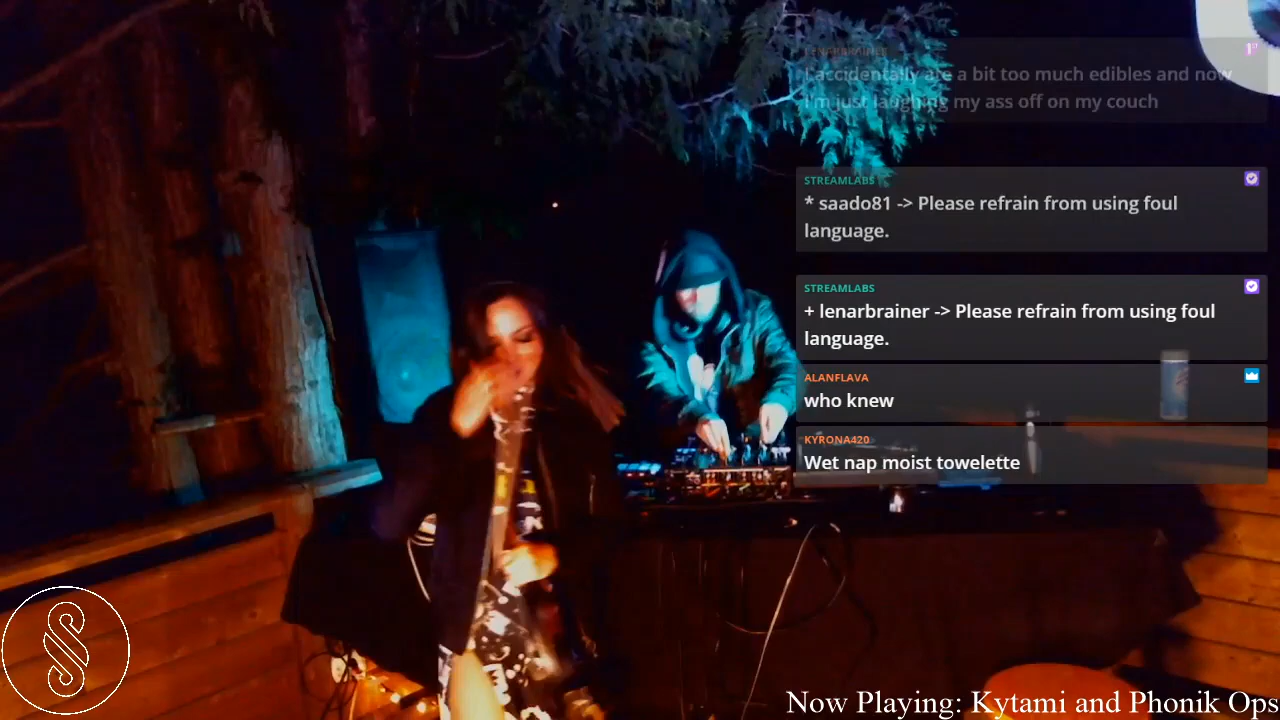 LENARBRAINER
I accidentally ate a bit too much edibles and now
I'm just laughing my ass off on my couch
STREAMLABS
* saado81 -> Please refrain from using foul
language.
STREAMLABS
+ lenarbrainer -> Please refrain from using foul
language.
ALANFLAVA
who knew
KYRONA420
Wet nap moist towelette
Now Playing: Kytami and Phonik Ops